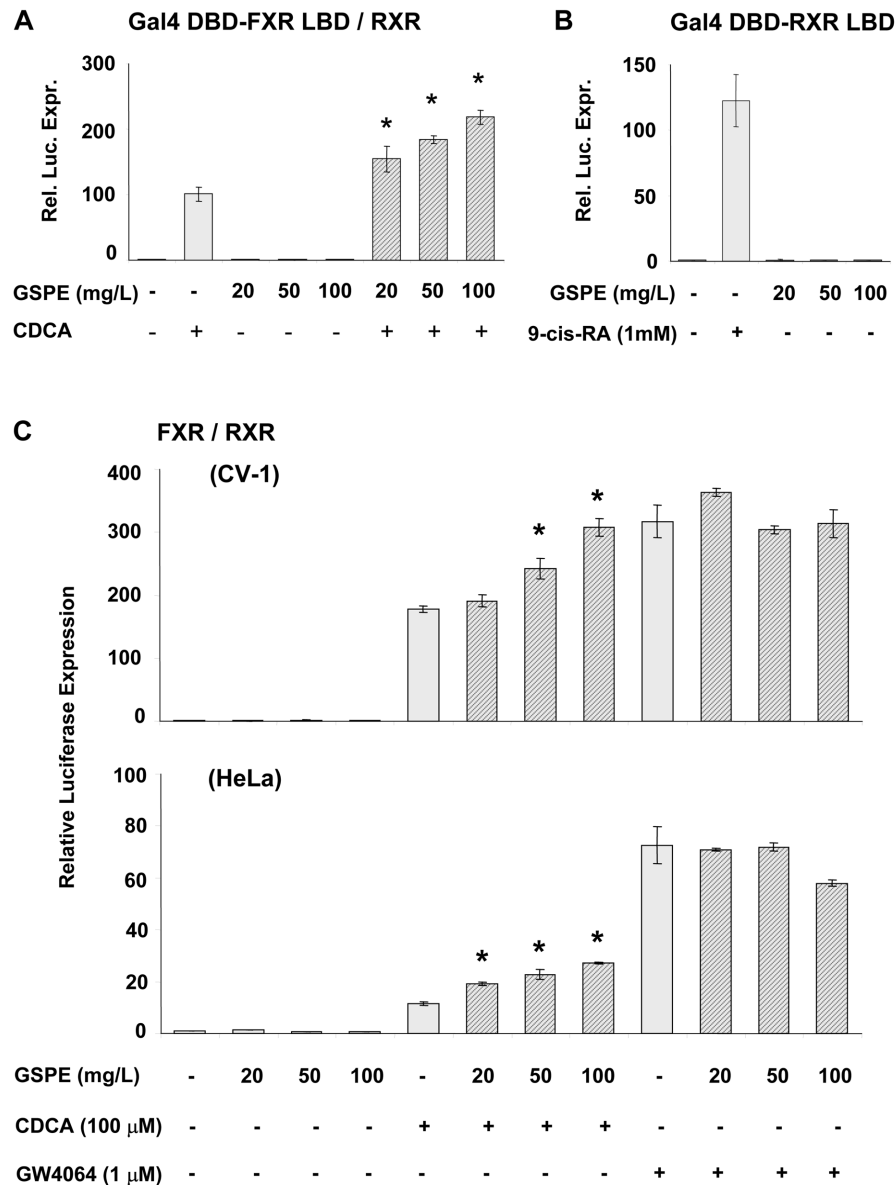 A Gal4 DBD-FXR LBD / RXR
Rel. Luc. Expr.
300
200
100
0
* * *
GSPE (mg/L) - - 20 50 100 20 50 100
CDCA - + - - - + + +
B Gal4 DBD-RXR LBD
Rel. Luc. Expr.
150
100
50
0
GSPE (mg/L) - - 20 50 100
9-cis-RA (1mM) - + - - -
C FXR / RXR
Relative Luciferase Expression
(CV-1)
400
300
200
100
0
* *
(HeLa)
100
80
60
40
20
0
* * *
GSPE (mg/L) - 20 50 100 - 20 50 100 - 20 50 100
CDCA (100 μM) - - - - + + + + - - - -
GW4064 (1 μM) - - - - - - - - + + + +